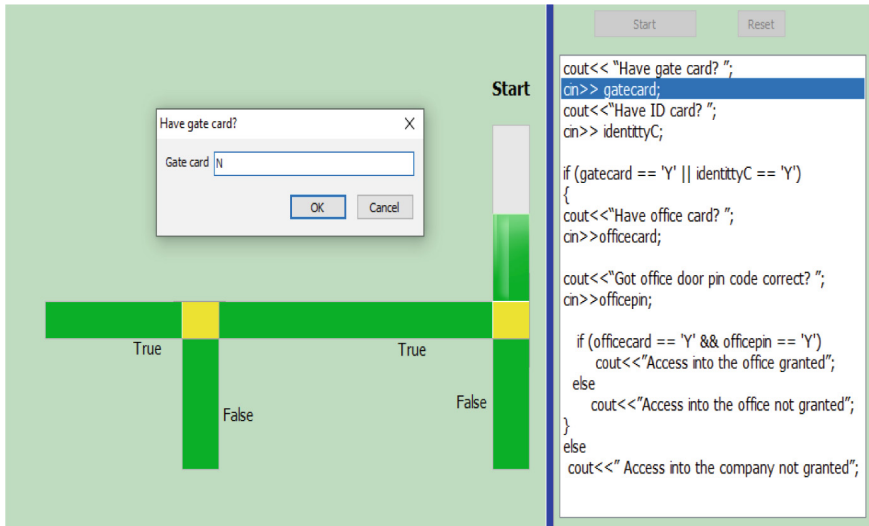 Start
Reset
Start
Have gate card?
Gate card N
OK
Cancel
True
True
False
False
cout<< “Have gate card? ”;
cin>> gatecard;
cout<<“Have ID card? ”;
cin>> identittyC;
if (gatecard == 'Y' || identittyC == 'Y')
{
cout<<“Have office card? ”;
cin>>officecard;
cout<<“Got office door pin code correct? ”;
cin>>officepin;
if (officecard == 'Y' && officepin == 'Y')
cout<<”Access into the office granted”;
else
cout<<”Access into the office not granted”;
}
else
cout<<” Access into the company not granted”;